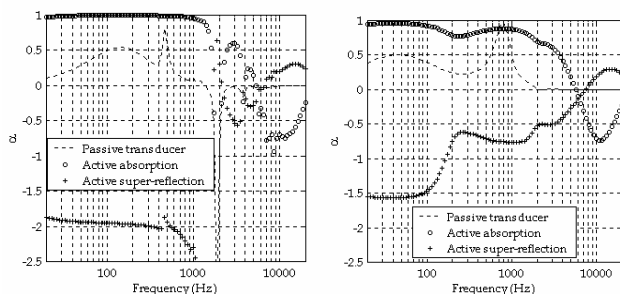 1
0.5
0
-0.5
-1
-1.5
-2
-2.5
α
Passive transducer
Active absorption
Active super-reflection
100
1000
10000
Frequency (Hz)
1
0.5
0
-0.5
-1
-1.5
-2
-2.5
α
Passive transducer
Active absorption
Active super-reflection
100
1000
10000
Frequency (Hz)